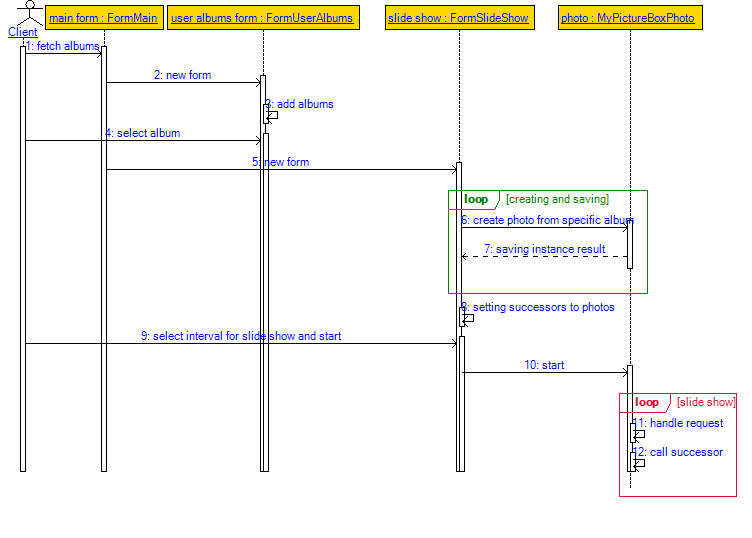 main form : FormMain
user albums form : FormUserAlbums
slide show : FormSlideShow
photo : MyPictureBoxPhoto
Client
1: fetch albums
2: new form
3: add albums
4: select album
5: new form
loop [creating and saving]
6: create photo from specific album
7: saving instance result
8: setting successors to photos
9: select interval for slide show and start
10: start
loop [slide show]
11: handle request
12: call successor